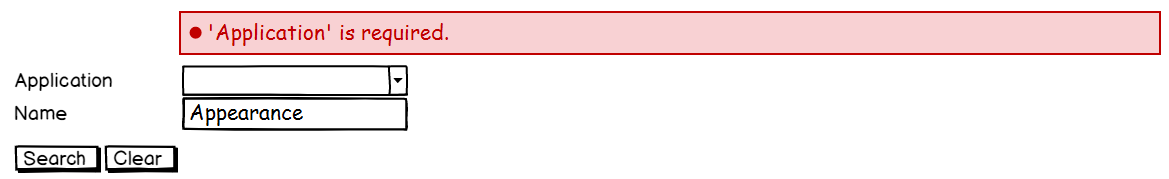 ● 'Application' is required.
Application
Name Appearance
Search Clear